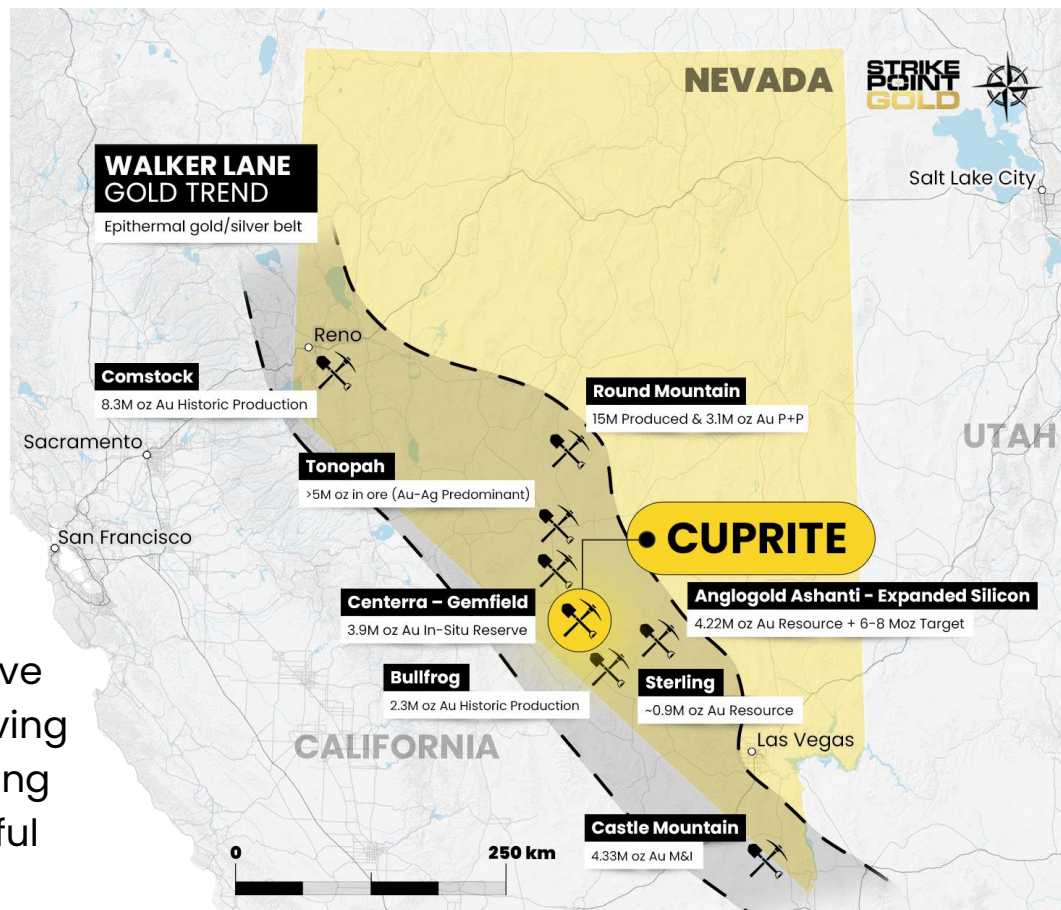 NEVADA
STRIKE
POINT
GOLD
WALKER LANE
GOLD TREND
Epithermal gold/silver belt
Salt Lake City
Reno
Comstock
8.3M oz Au Historic Production
Round Mountain
15M Produced & 3.1M oz Au P+P
Sacramento
UTAH
Tonopah
>5M oz in ore (Au-Ag Predominant)
San Francisco
CUPRITE
Centerra – Gemfield
3.9M oz Au In-Situ Reserve
Anglogold Ashanti - Expanded Silicon
4.22M oz Au Resource + 6-8 Moz Target
Bullfrog
2.3M oz Au Historic Production
Sterling
~0.9M oz Au Resource
CALIFORNIA
Las Vegas
Castle Mountain
4.33M oz Au M&I
0
250 km
ve
ving
ng
ful